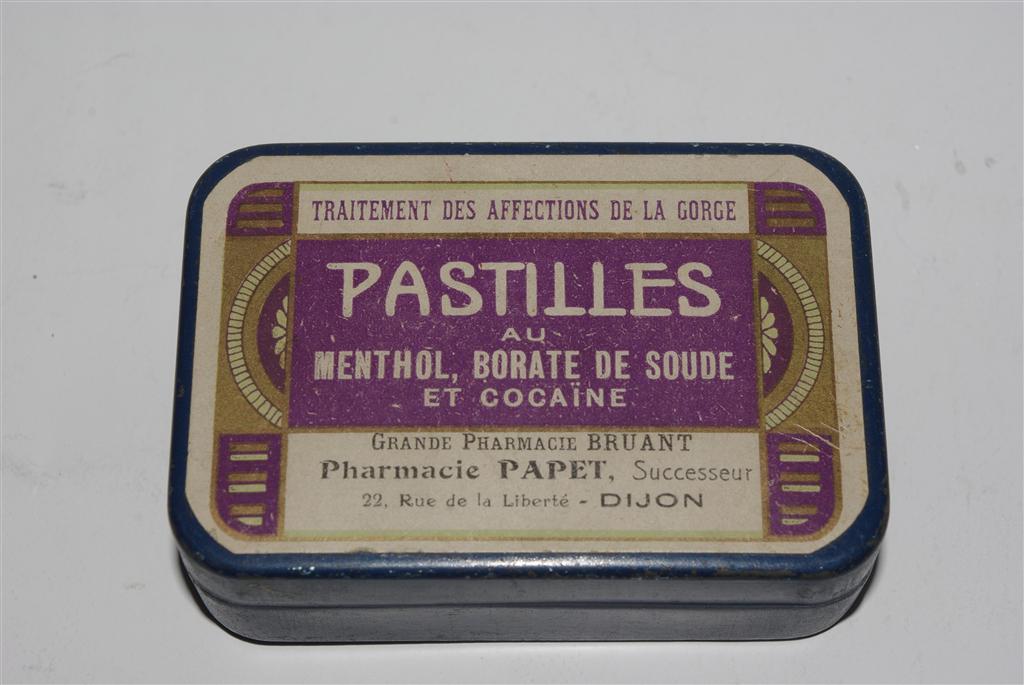 TRAITEMENT DES AFFECTIONS DE LA GORGE
PASTILLES
AU
MENTHOL, BORATE DE SOUDE
ET COCAÏNE
GRANDE PHARMACIE BRUANT
Pharmacie PAPET, Successeur
22, Rue de la Liberté - DIJON